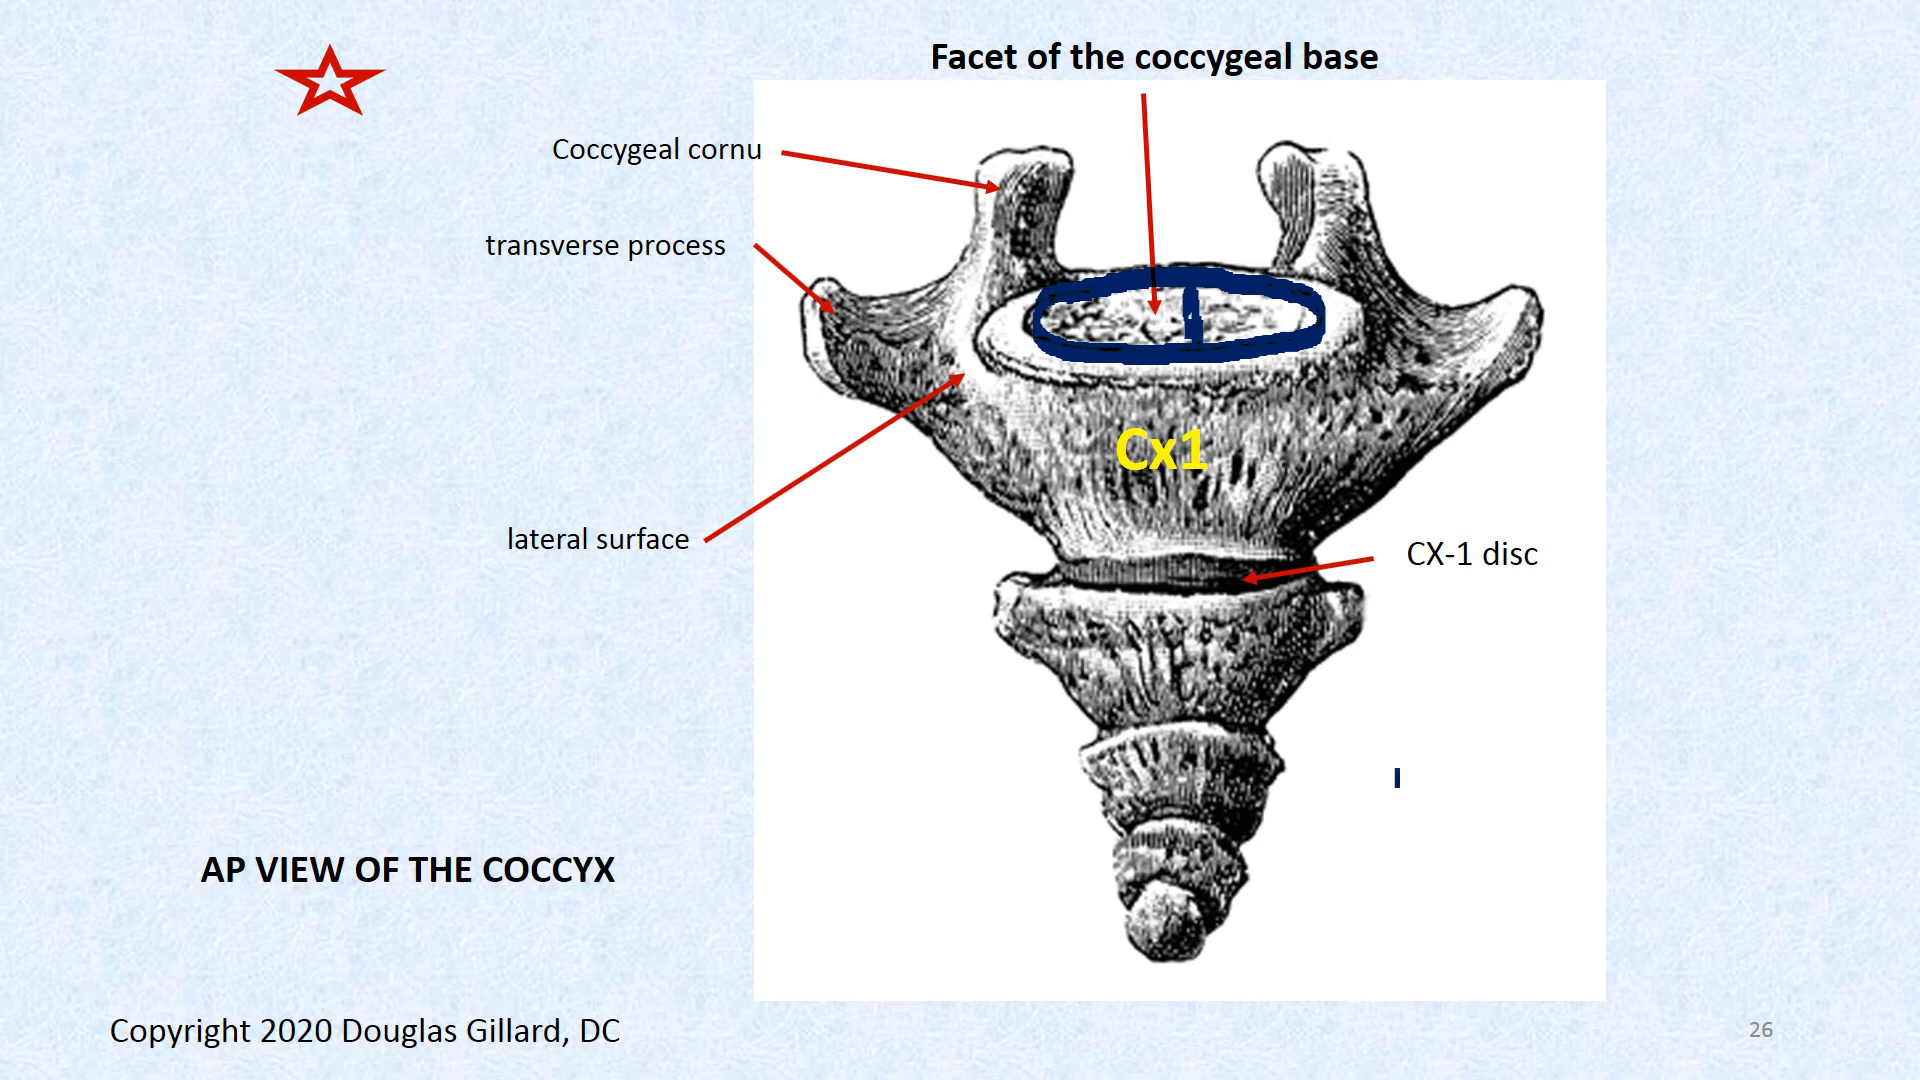 Facet of the coccygeal base
Coccygeal cornu
transverse process
Cx1
lateral surface
CX-1 disc
AP VIEW OF THE COCCYX
Copyright 2020 Douglas Gillard, DC
26